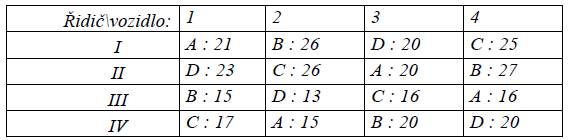 Řidič\vozidlo: 1 2 3 4
I A : 21 B : 26 D : 20 C : 25
II D : 23 C : 26 A : 20 B : 27
III B : 15 D : 13 C : 16 A : 16
IV C : 17 A : 15 B : 20 D : 20